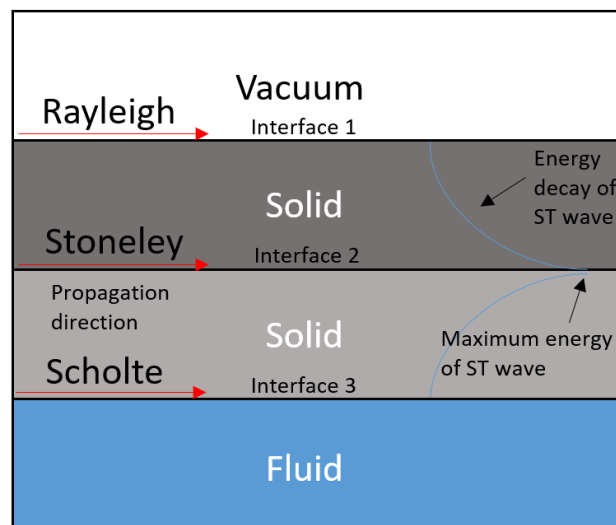 Vacuum
Rayleigh
Interface 1
Energy
decay of
ST wave
Solid
Stoneley
Interface 2
Propagation
direction
Solid
Maximum energy
of ST wave
Scholte
Interface 3
Fluid